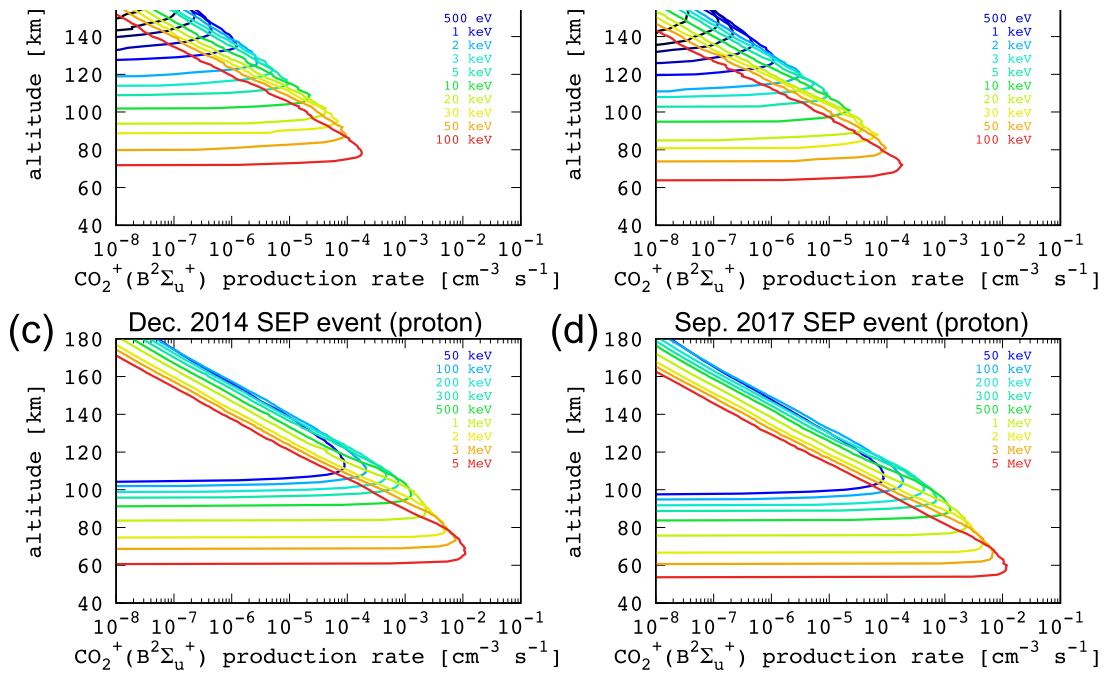 altitude [km]
140
120
100
80
60
40
500 eV
1 keV
2 keV
3 keV
5 keV
10 keV
20 keV
30 keV
50 keV
100 keV
10⁻⁸ 10⁻⁷ 10⁻⁶ 10⁻⁵ 10⁻⁴ 10⁻³ 10⁻² 10⁻¹
CO₂⁺(B²Σᵤ⁺) production rate [cm⁻³ s⁻¹]
altitude [km]
140
120
100
80
60
40
500 eV
1 keV
2 keV
3 keV
5 keV
10 keV
20 keV
30 keV
50 keV
100 keV
10⁻⁸ 10⁻⁷ 10⁻⁶ 10⁻⁵ 10⁻⁴ 10⁻³ 10⁻² 10⁻¹
CO₂⁺(B²Σᵤ⁺) production rate [cm⁻³ s⁻¹]
(c) Dec. 2014 SEP event (proton)
altitude [km]
180
160
140
120
100
80
60
40
50 keV
100 keV
200 keV
300 keV
500 keV
1 MeV
2 MeV
3 MeV
5 MeV
10⁻⁸ 10⁻⁷ 10⁻⁶ 10⁻⁵ 10⁻⁴ 10⁻³ 10⁻² 10⁻¹
CO₂⁺(B²Σᵤ⁺) production rate [cm⁻³ s⁻¹]
(d) Sep. 2017 SEP event (proton)
altitude [km]
180
160
140
120
100
80
60
40
50 keV
100 keV
200 keV
300 keV
500 keV
1 MeV
2 MeV
3 MeV
5 MeV
10⁻⁸ 10⁻⁷ 10⁻⁶ 10⁻⁵ 10⁻⁴ 10⁻³ 10⁻² 10⁻¹
CO₂⁺(B²Σᵤ⁺) production rate [cm⁻³ s⁻¹]